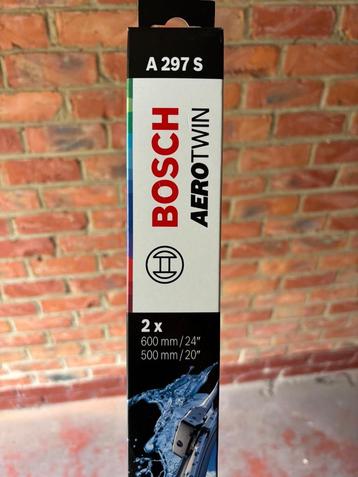 A 297 S
BOSCH
AEROTWIN
2 x
600 mm / 24"
500 mm / 20"